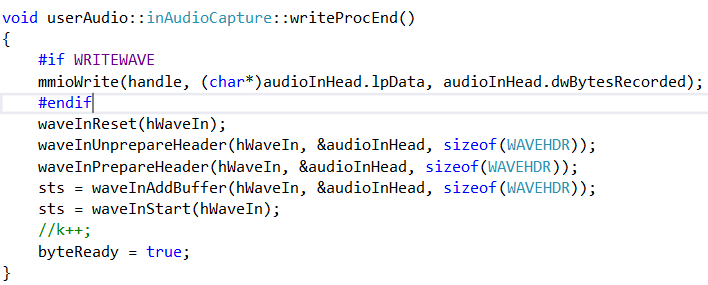 void userAudio::inAudioCapture::writeProcEnd()
{
    #if WRITEWAVE
    mmioWrite(handle, (char*)audioInHead.lpData, audioInHead.dwBytesRecorded);
    #endif
    waveInReset(hWaveIn);
    waveInUnprepareHeader(hWaveIn, &audioInHead, sizeof(WAVEHDR));
    waveInPrepareHeader(hWaveIn, &audioInHead, sizeof(WAVEHDR));
    sts = waveInAddBuffer(hWaveIn, &audioInHead, sizeof(WAVEHDR));
    sts = waveInStart(hWaveIn);
    //k++;
    byteReady = true;
}